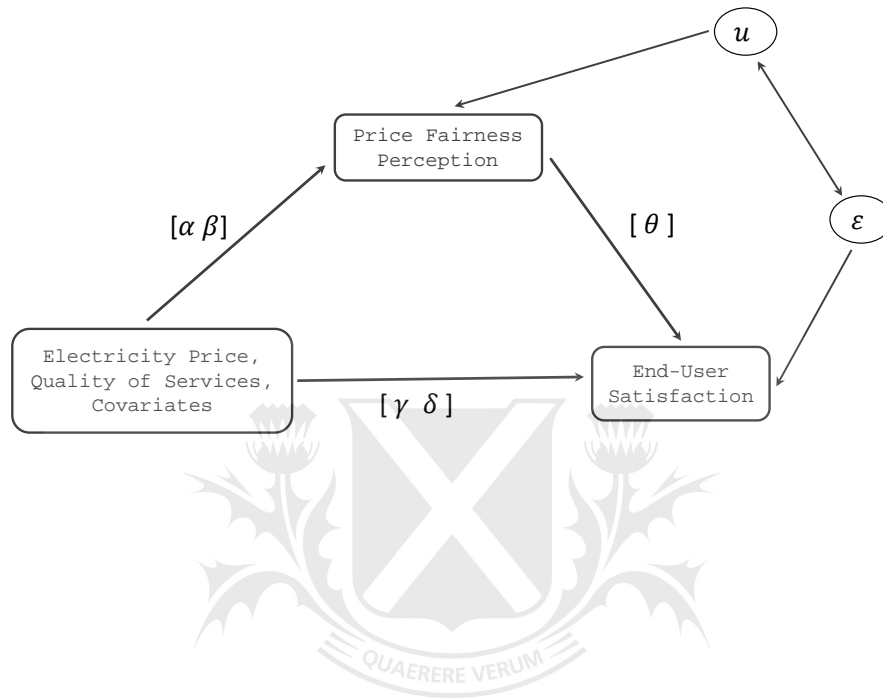 u
Price Fairness
Perception
[α β]
[ θ ]
ε
Electricity Price,
Quality of Services,
Covariates
End-User
Satisfaction
[ γ δ ]
QUAERERE VERUM